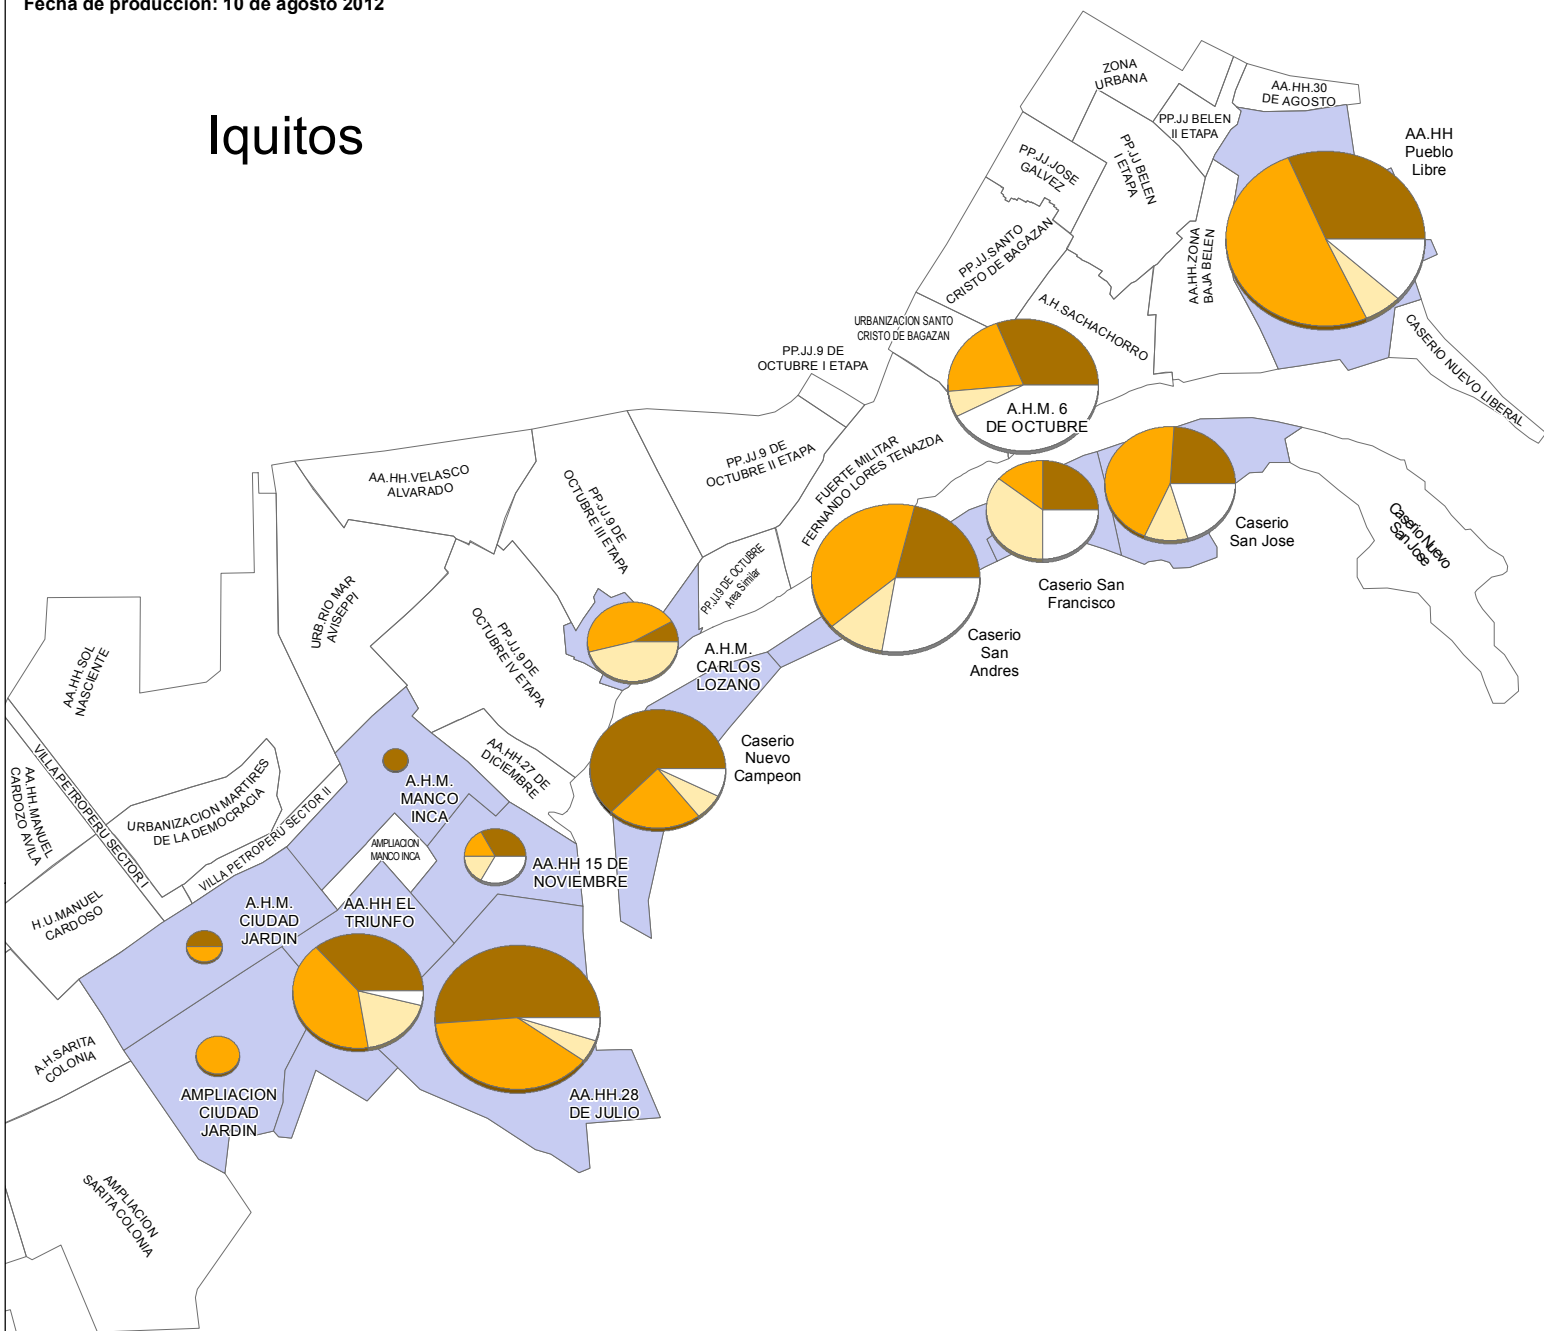 Fecha de producción: 10 de agosto 2012
Iquitos
ZONA
URBANA
AA.HH.30
DE AGOSTO
PP.JJ BELEN
II ETAPA
AA.HH
Pueblo
Libre
PP.JJ.JOSE
GALVEZ
PP.JJ BELEN
I ETAPA
PP.JJ.SANTO
CRISTO DE BAGAZAN
AA.HH.ZONA
BAJA BELEN
A.H.SACHACHORRO
URBANIZACION SANTO
CRISTO DE BAGAZAN
CASERIO NUEVO LIBERAL
PP.JJ.9 DE
OCTUBRE I ETAPA
A.H.M. 6
DE OCTUBRE
PP.JJ.9 DE
OCTUBRE II ETAPA
FUERTE MILITAR
FERNANDO LORES TENAZDA
AA.HH.VELASCO
ALVARADO
PP.JJ.9 DE
OCTUBRE III ETAPA
Caserio
San Jose
Caserio Nuevo
San Jose
PP.JJ.9 DE OCTUBRE
Area Similar
Caserio San
Francisco
URB.RIO MAR
AVISEPPI
PP.JJ.9 DE
OCTUBRE IV ETAPA
Caserio
San
Andres
A.H.M.
CARLOS
LOZANO
AA.HH.SOL
NASCIENTE
AA.HH.27 DE
DICIEMBRE
Caserio
Nuevo
Campeon
VILLA PETROPERU SECTOR I
AA.HH.MANUEL
CARDOZO AVILA
URBANIZACION MARTIRES
DE LA DEMOCRACIA
VILLA PETROPERU SECTOR II
A.H.M.
MANCO
INCA
AMPLIACION
MANCO INCA
AA.HH 15 DE
NOVIEMBRE
H.U.MANUEL
CARDOSO
A.H.M.
CIUDAD
JARDIN
AA.HH EL
TRIUNFO
A.H.SARITA
COLONIA
AMPLIACION
CIUDAD
JARDIN
AA.HH.28
DE JULIO
AMPLIACION
SARITA COLONIA